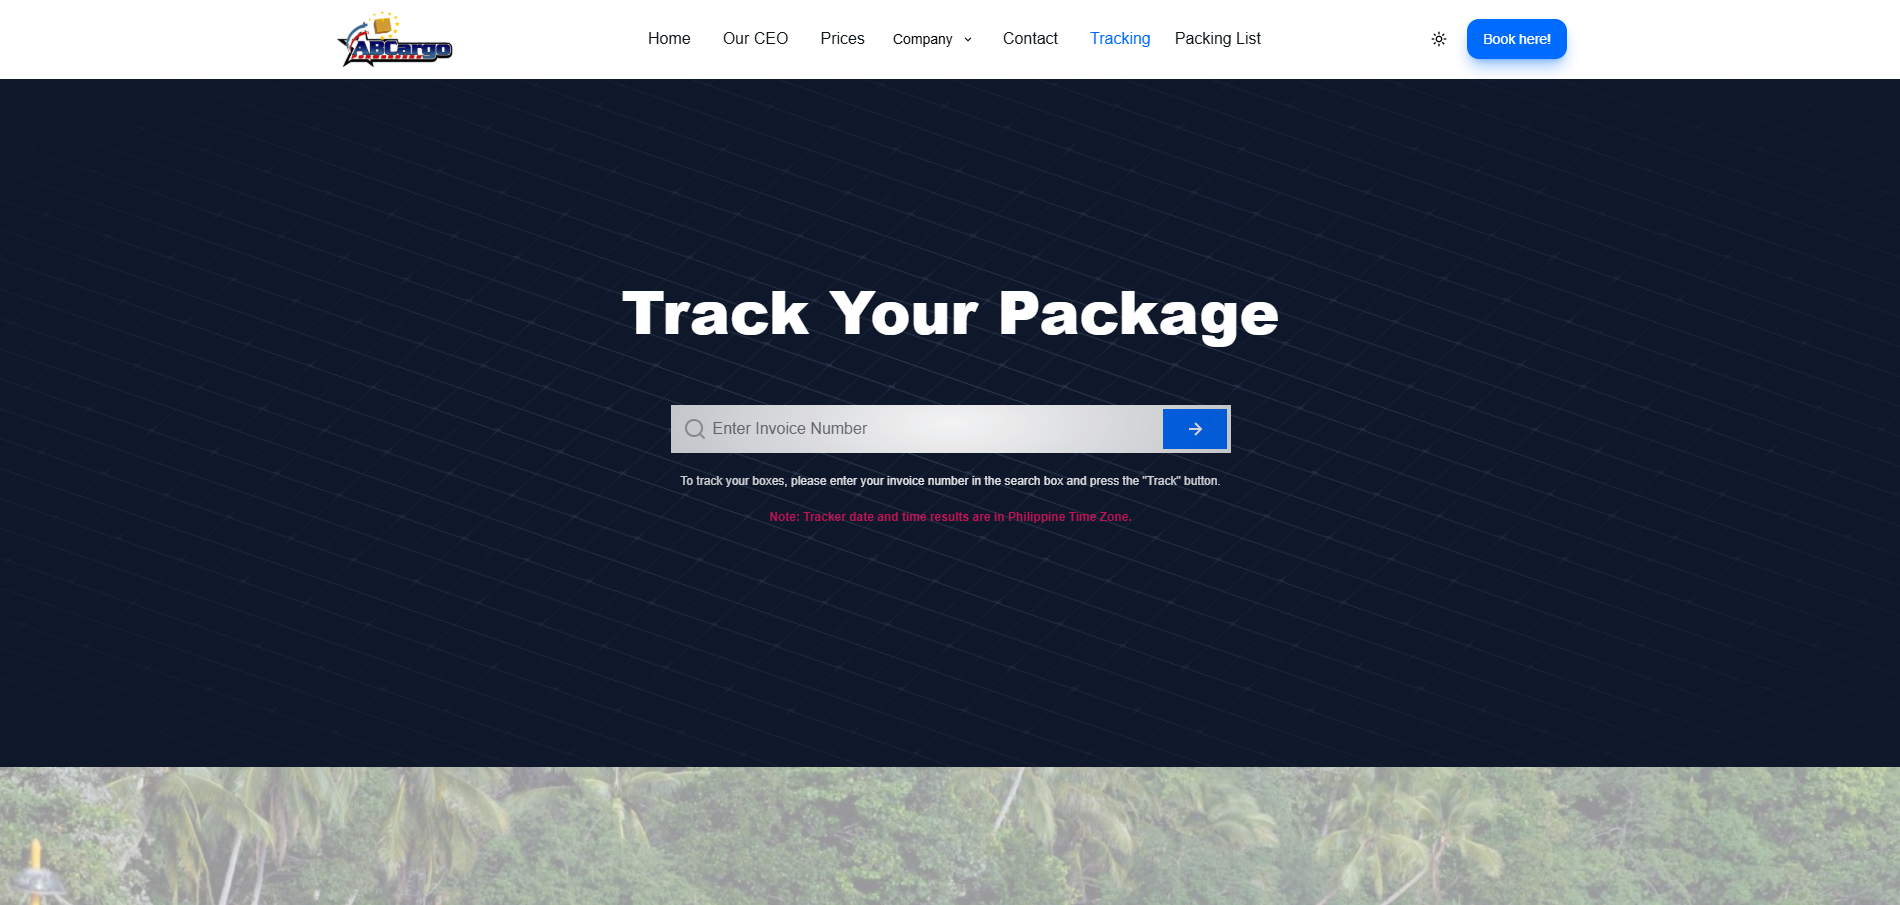 ABCargo
Home
Our CEO
Prices
Company
Contact
Tracking
Packing List
Book here!
Track Your Package
Enter Invoice Number
To track your boxes, please enter your invoice number in the search box and press the "Track" button.
Note: Tracker date and time results are in Philippine Time Zone.